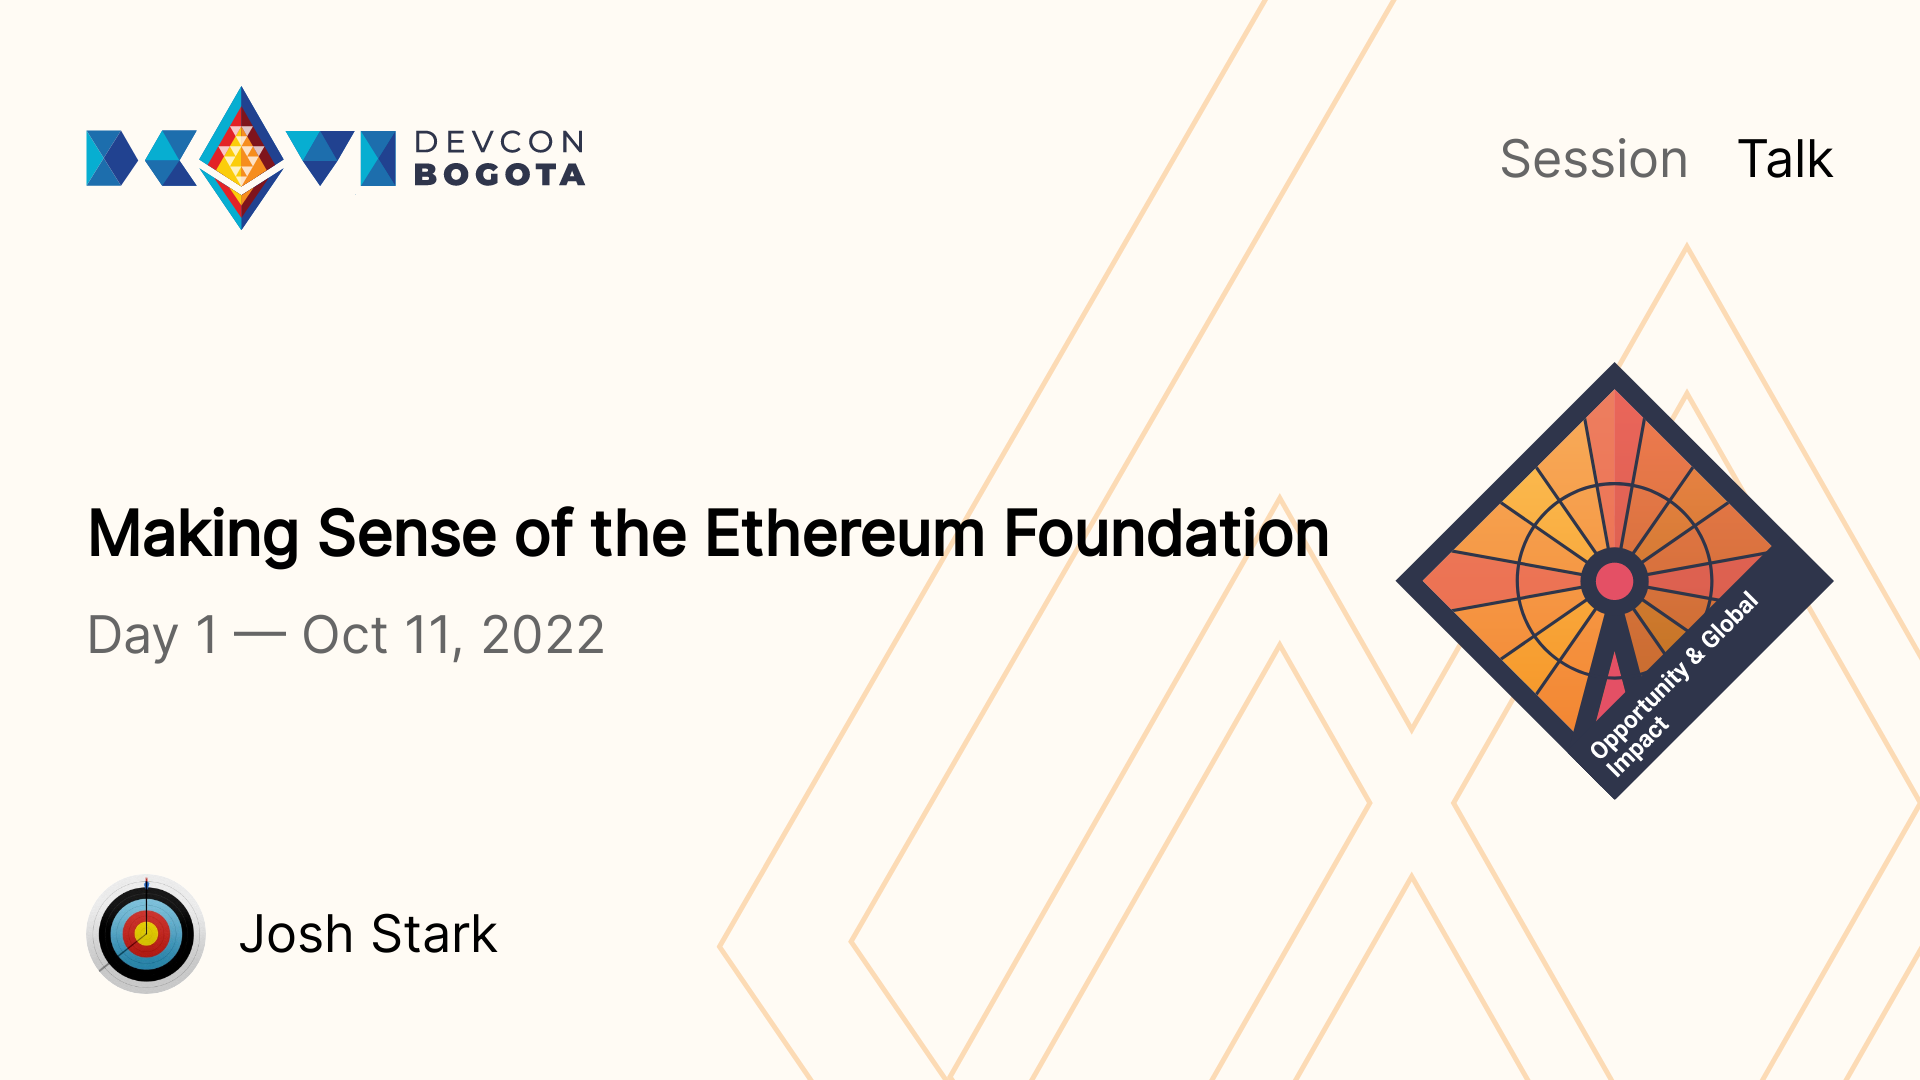 DEVCON
BOGOTA
Session Talk
Making Sense of the Ethereum Foundation
Day 1 — Oct 11, 2022
Opportunity & Global
Impact
Josh Stark